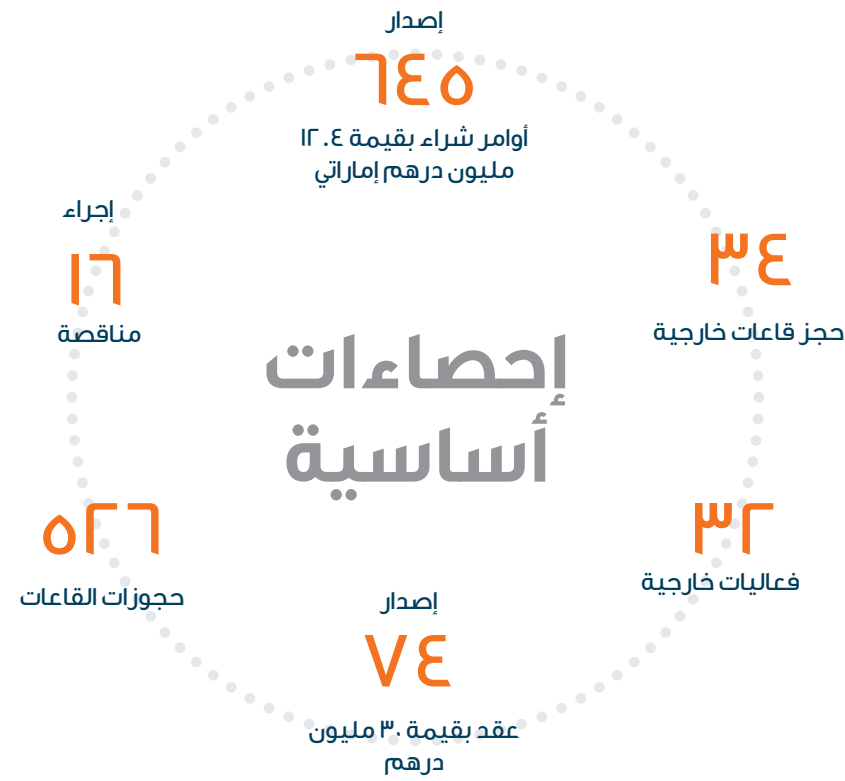 إصدار
٦٤٥
أوامر شراء بقيمة ١٢.٤
مليون درهم إماراتي
٣٤
حجز قاعات خارجية
٣٢
فعاليات خارجية
إصدار
٧٤
عقد بقيمة ٣٠ مليون
درهم
٥٢٦
حجوزات القاعات
إجراء
١٦
مناقصة
إحصاءات
أساسية